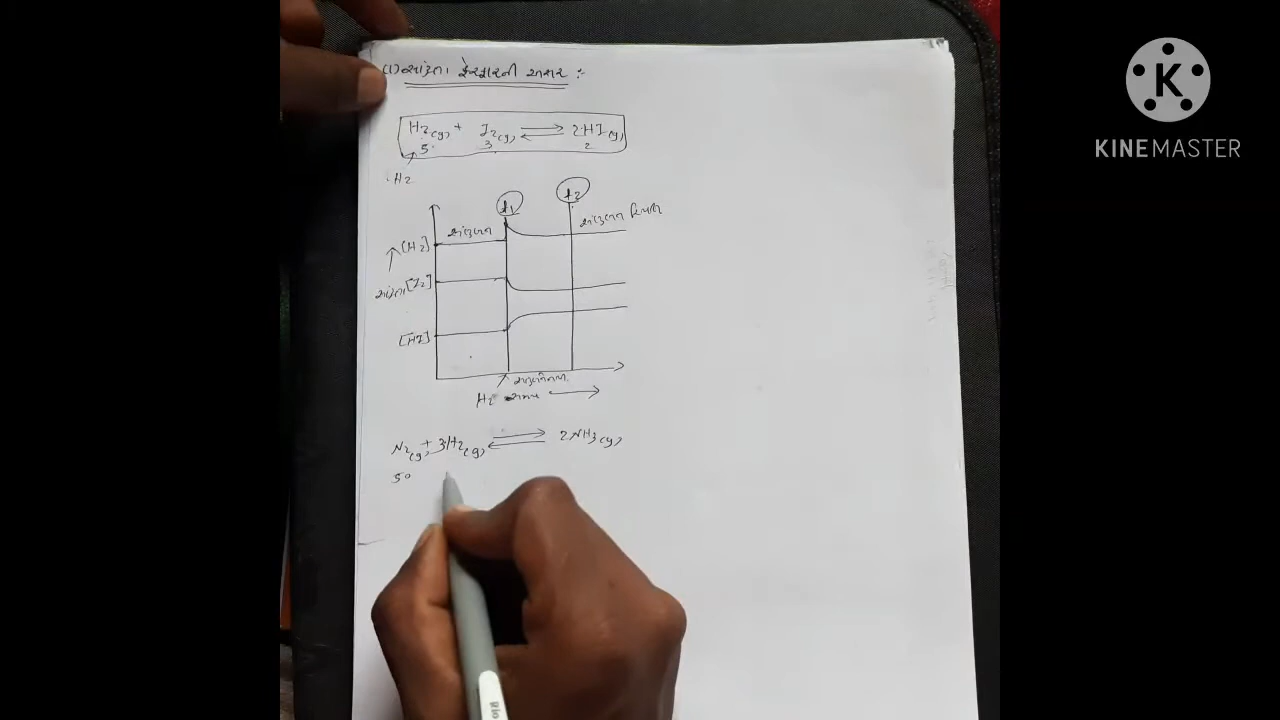 (1) સાંદ્રતા ફેરફારની અસર :-
H2(g) + I2(g) ⇌ 2HI(g)
5 3 2
H2
t1 t2
સંતુલન સંતુલન સ્થિતિ
[H2]
સાંદ્રતા [I2]
[HI]
H2 સમય
N2(g) + 3H2(g) ⇌ 2NH3(g)
50
K
KINEMASTER